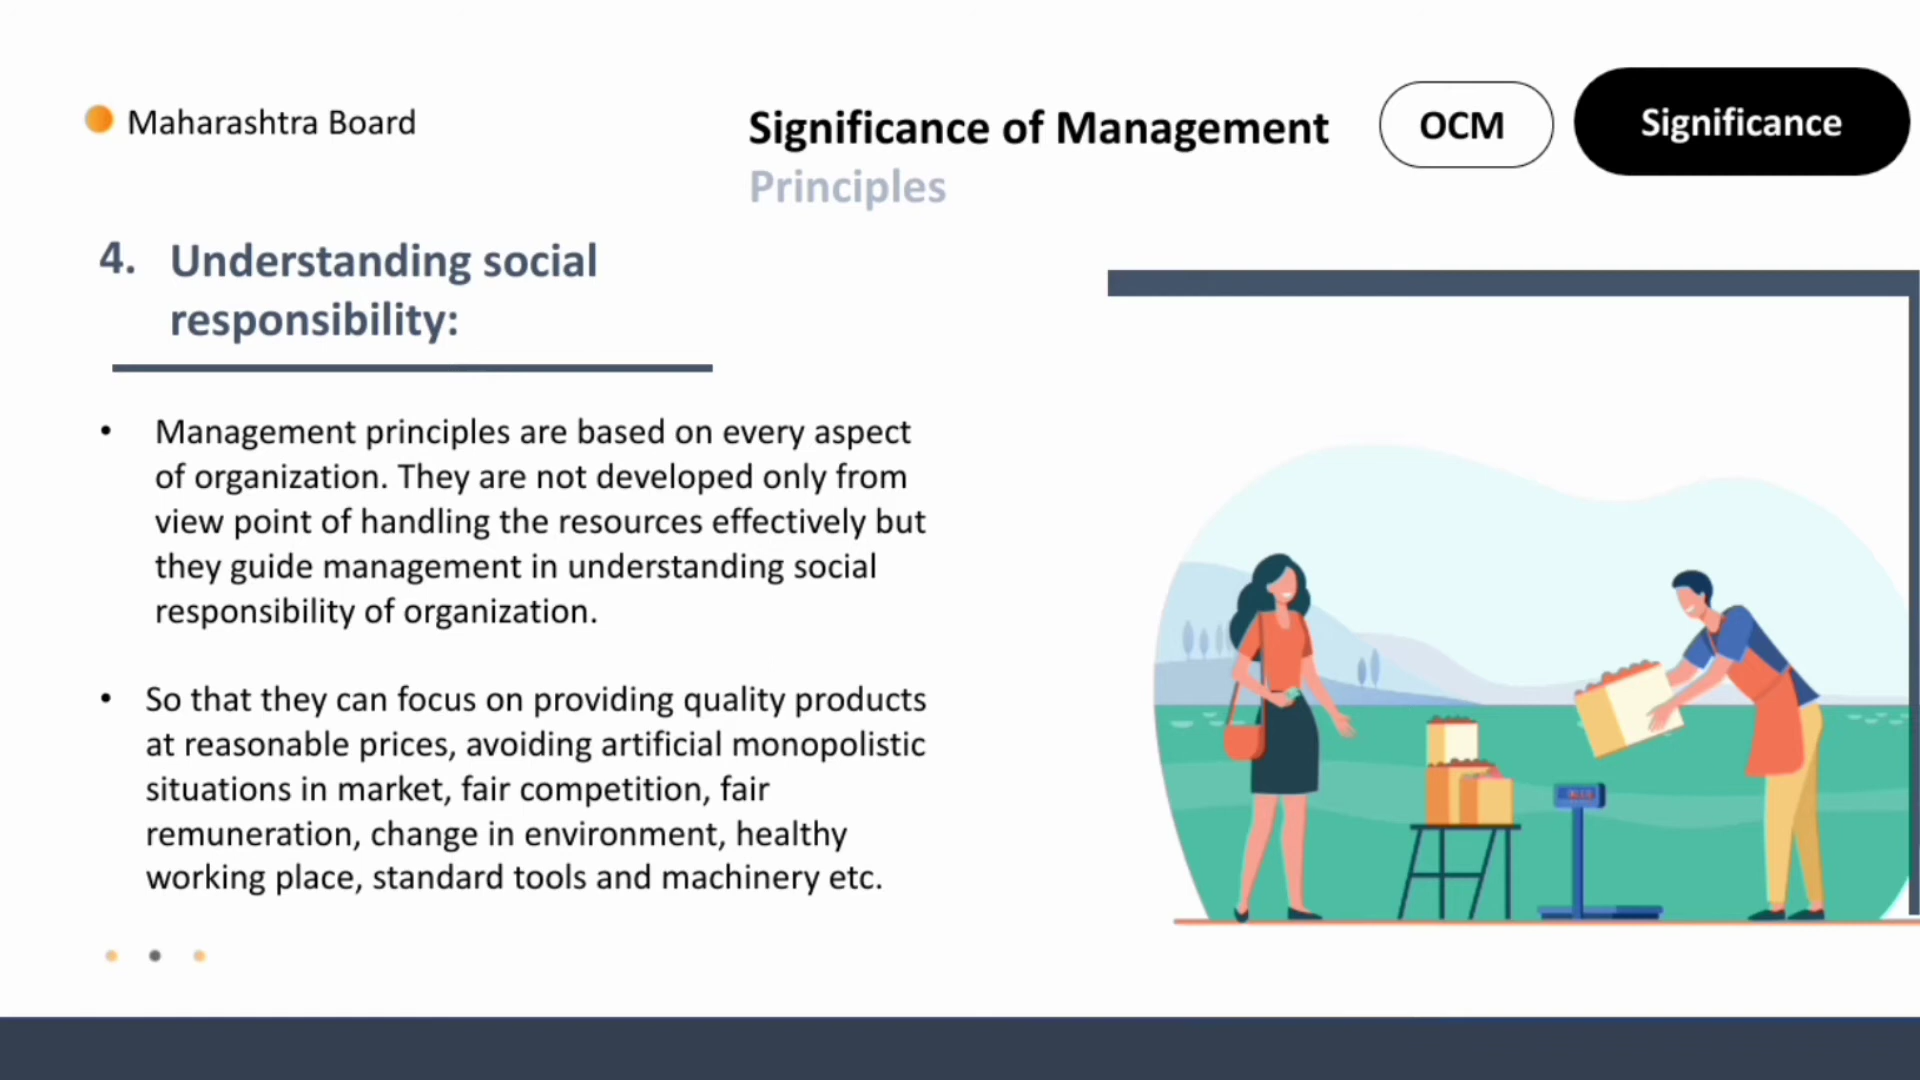 Maharashtra Board
Significance of Management
Principles
OCM
Significance
4. Understanding social
responsibility:
• Management principles are based on every aspect
of organization. They are not developed only from
view point of handling the resources effectively but
they guide management in understanding social
responsibility of organization.
• So that they can focus on providing quality products
at reasonable prices, avoiding artificial monopolistic
situations in market, fair competition, fair
remuneration, change in environment, healthy
working place, standard tools and machinery etc.